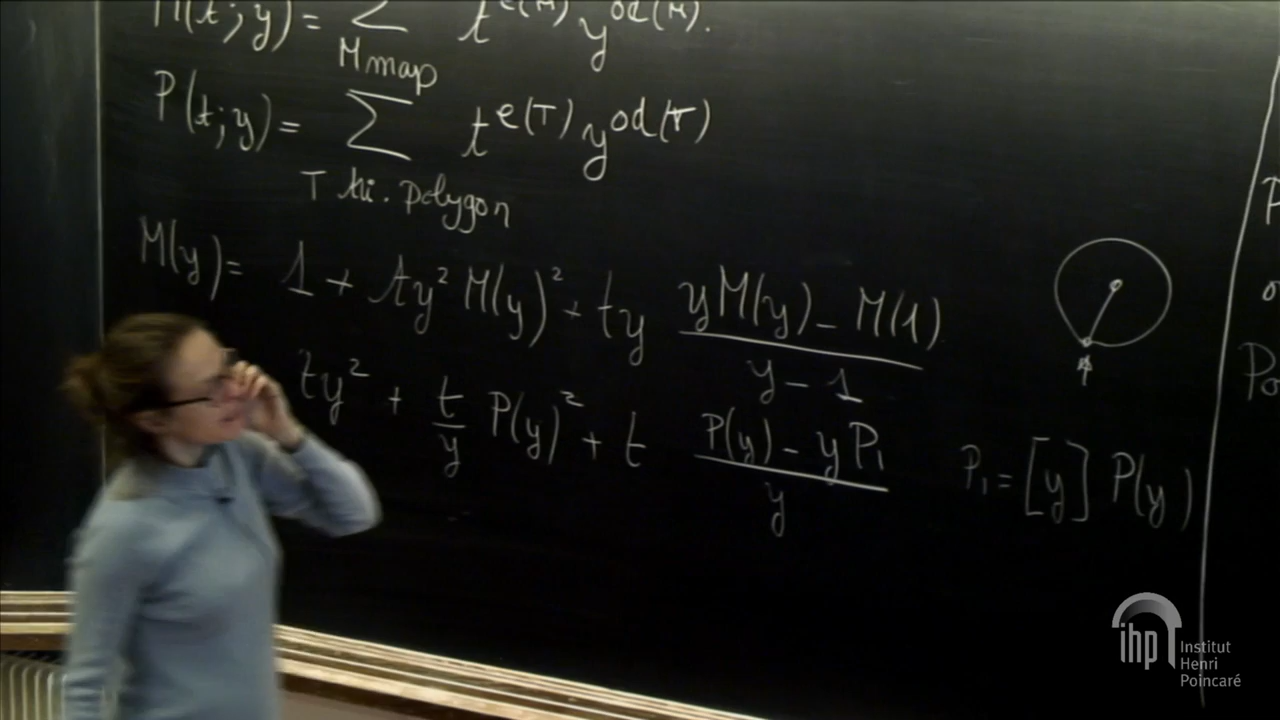 M(t;y) = ∑ t^{e(M)} y^{od(M)}.
M map
P(t;y) = ∑ t^{e(T)} y^{od(T)}
T tri. polygon
M(y) = 1 + ty² M(y)² + ty (yM(y) - M(1))/(y - 1)
ty² + t/y P(y)² + t (P(y) - yP₁)/y P₁ = [y] P(y)
ihp Institut
Henri
Poincaré